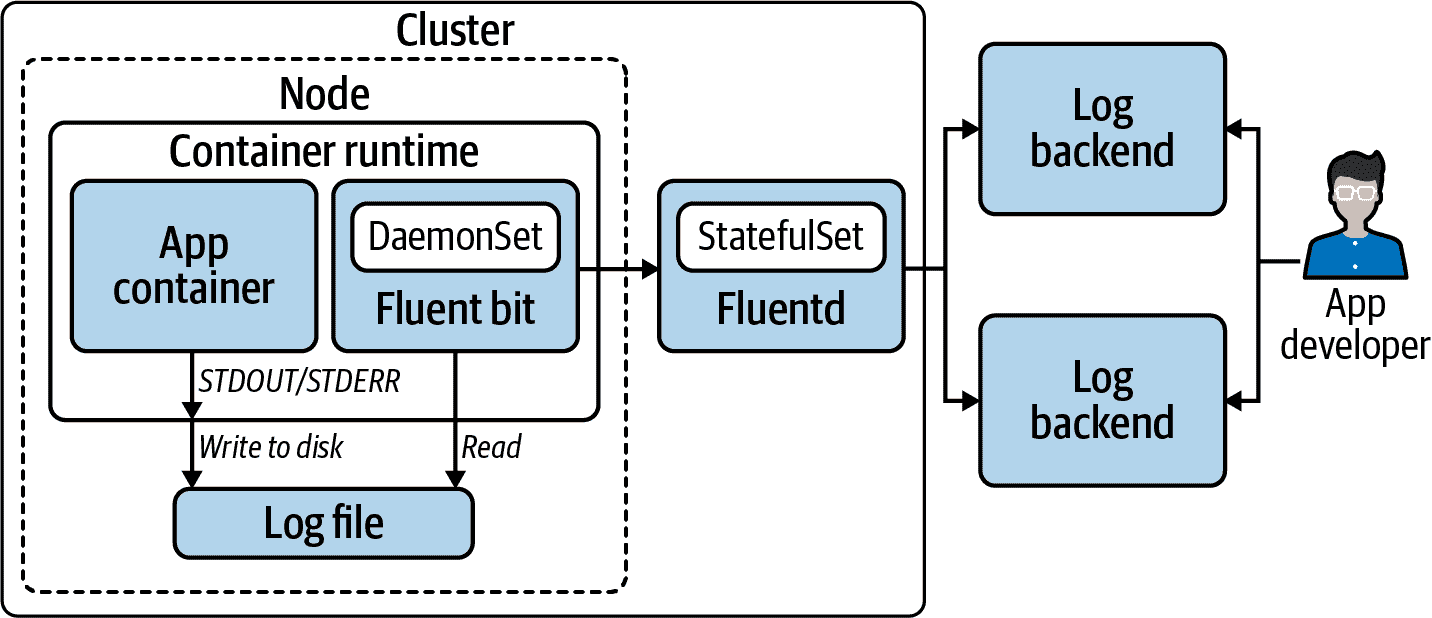 Cluster
Node
Container runtime
App
container
DaemonSet
Fluent bit
STDOUT/STDERR
Write to disk
Read
Log file
StatefulSet
Fluentd
Log
backend
Log
backend
App
developer